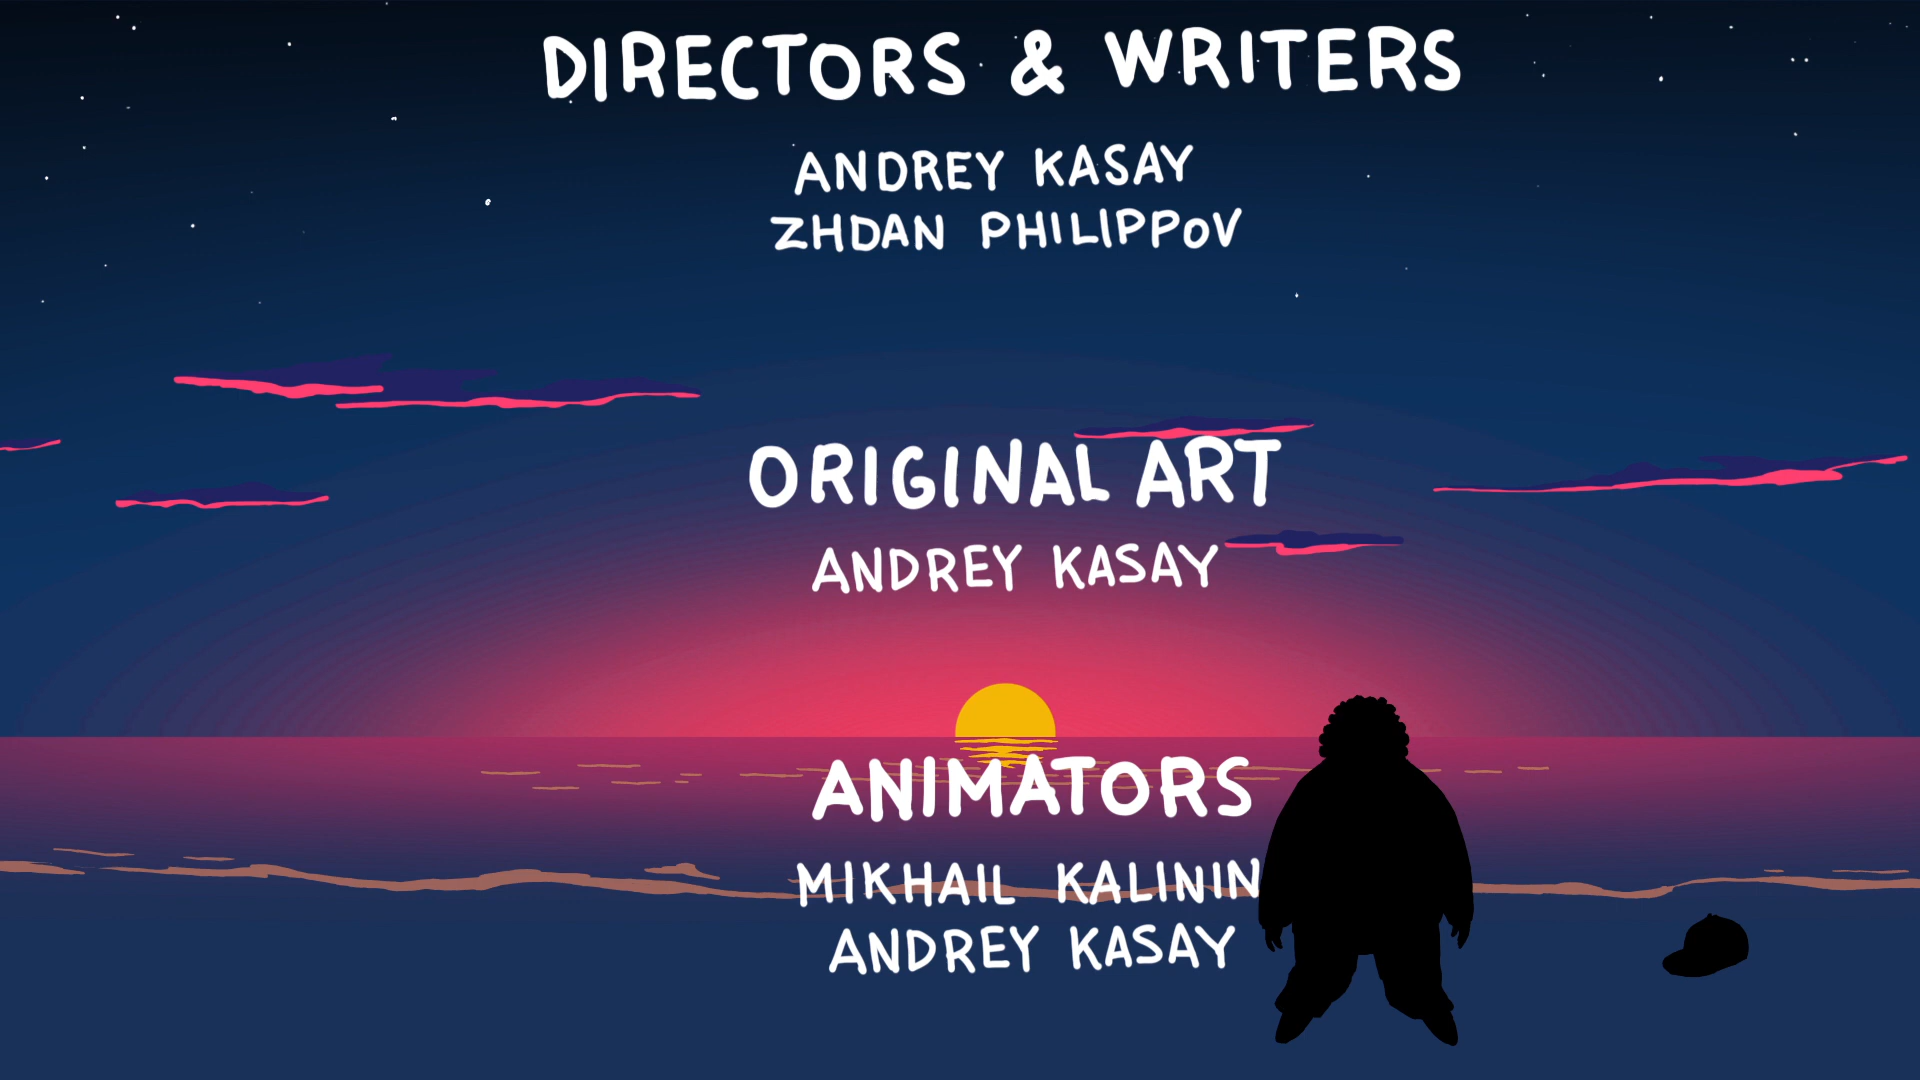 DIRECTORS & WRITERS
ANDREY KASAY
ZHDAN PHILIPPOV
ORIGINAL ART
ANDREY KASAY
ANIMATORS
MIKHAIL KALININ
ANDREY KASAY